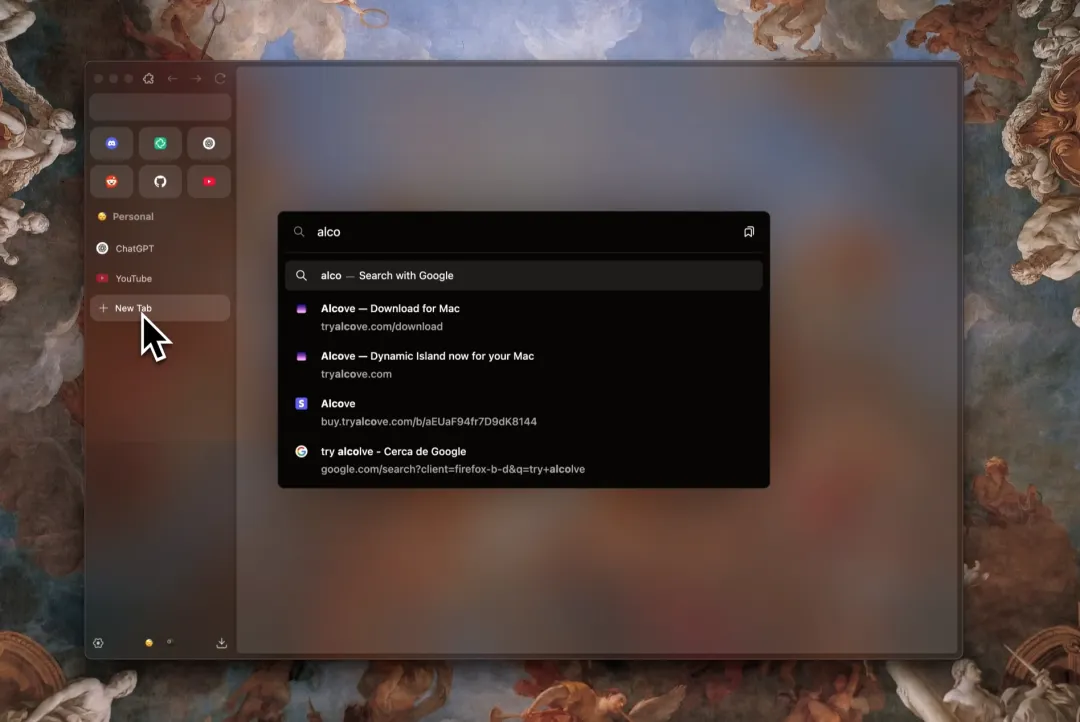 Personal
ChatGPT
YouTube
New Tab
alco
alco — Search with Google
Alcove — Download for Mac
tryalcove.com/download
Alcove — Dynamic Island now for your Mac
tryalcove.com
S
Alcove
buy.tryalcove.com/b/aEUaF94fr7D9dK8144
try alcolve - Cerca de Google
google.com/search?client=firefox-b-d&q=try+alcolve